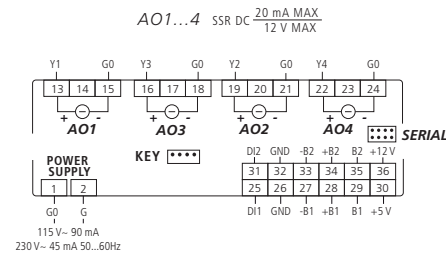 AO1...4 SSR DC 20 mA MAX
12 V MAX
Y1 G0 Y3 G0 Y2 G0 Y4 G0
13 14 15 16 17 18 19 20 21 22 23 24
+ - + - + - + -
AO1 AO3 AO2 AO4
SERIAL
KEY
DI2 GND -B2 +B2 B2 +12 V
POWER
SUPPLY
31 32 33 34 35 36
1 2 25 26 27 28 29 30
G0 G DI1 GND -B1 +B1 B1 +5 V
115 V~ 90 mA
230 V~ 45 mA 50...60Hz